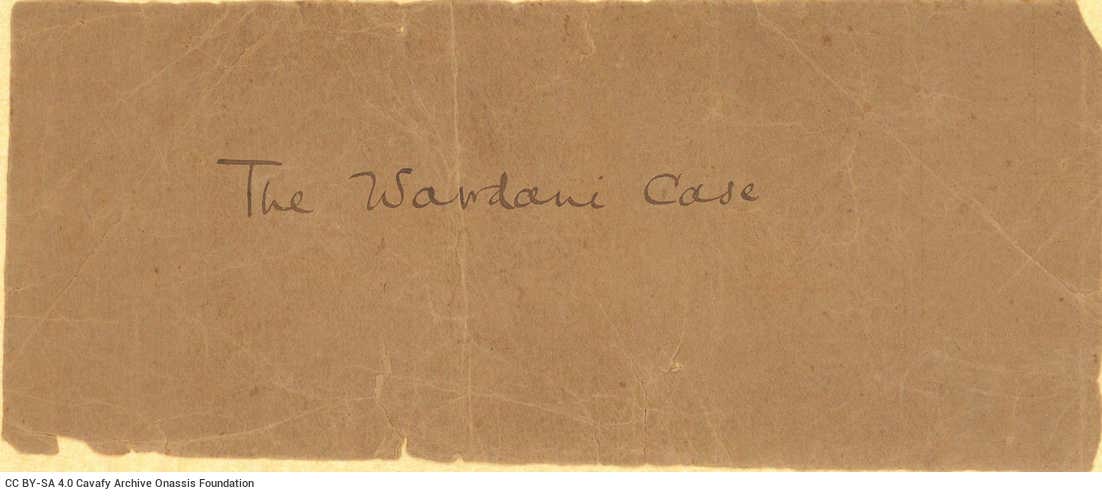 The Wardani Case
CC BY-SA 4.0 Cavafy Archive Onassis Foundation